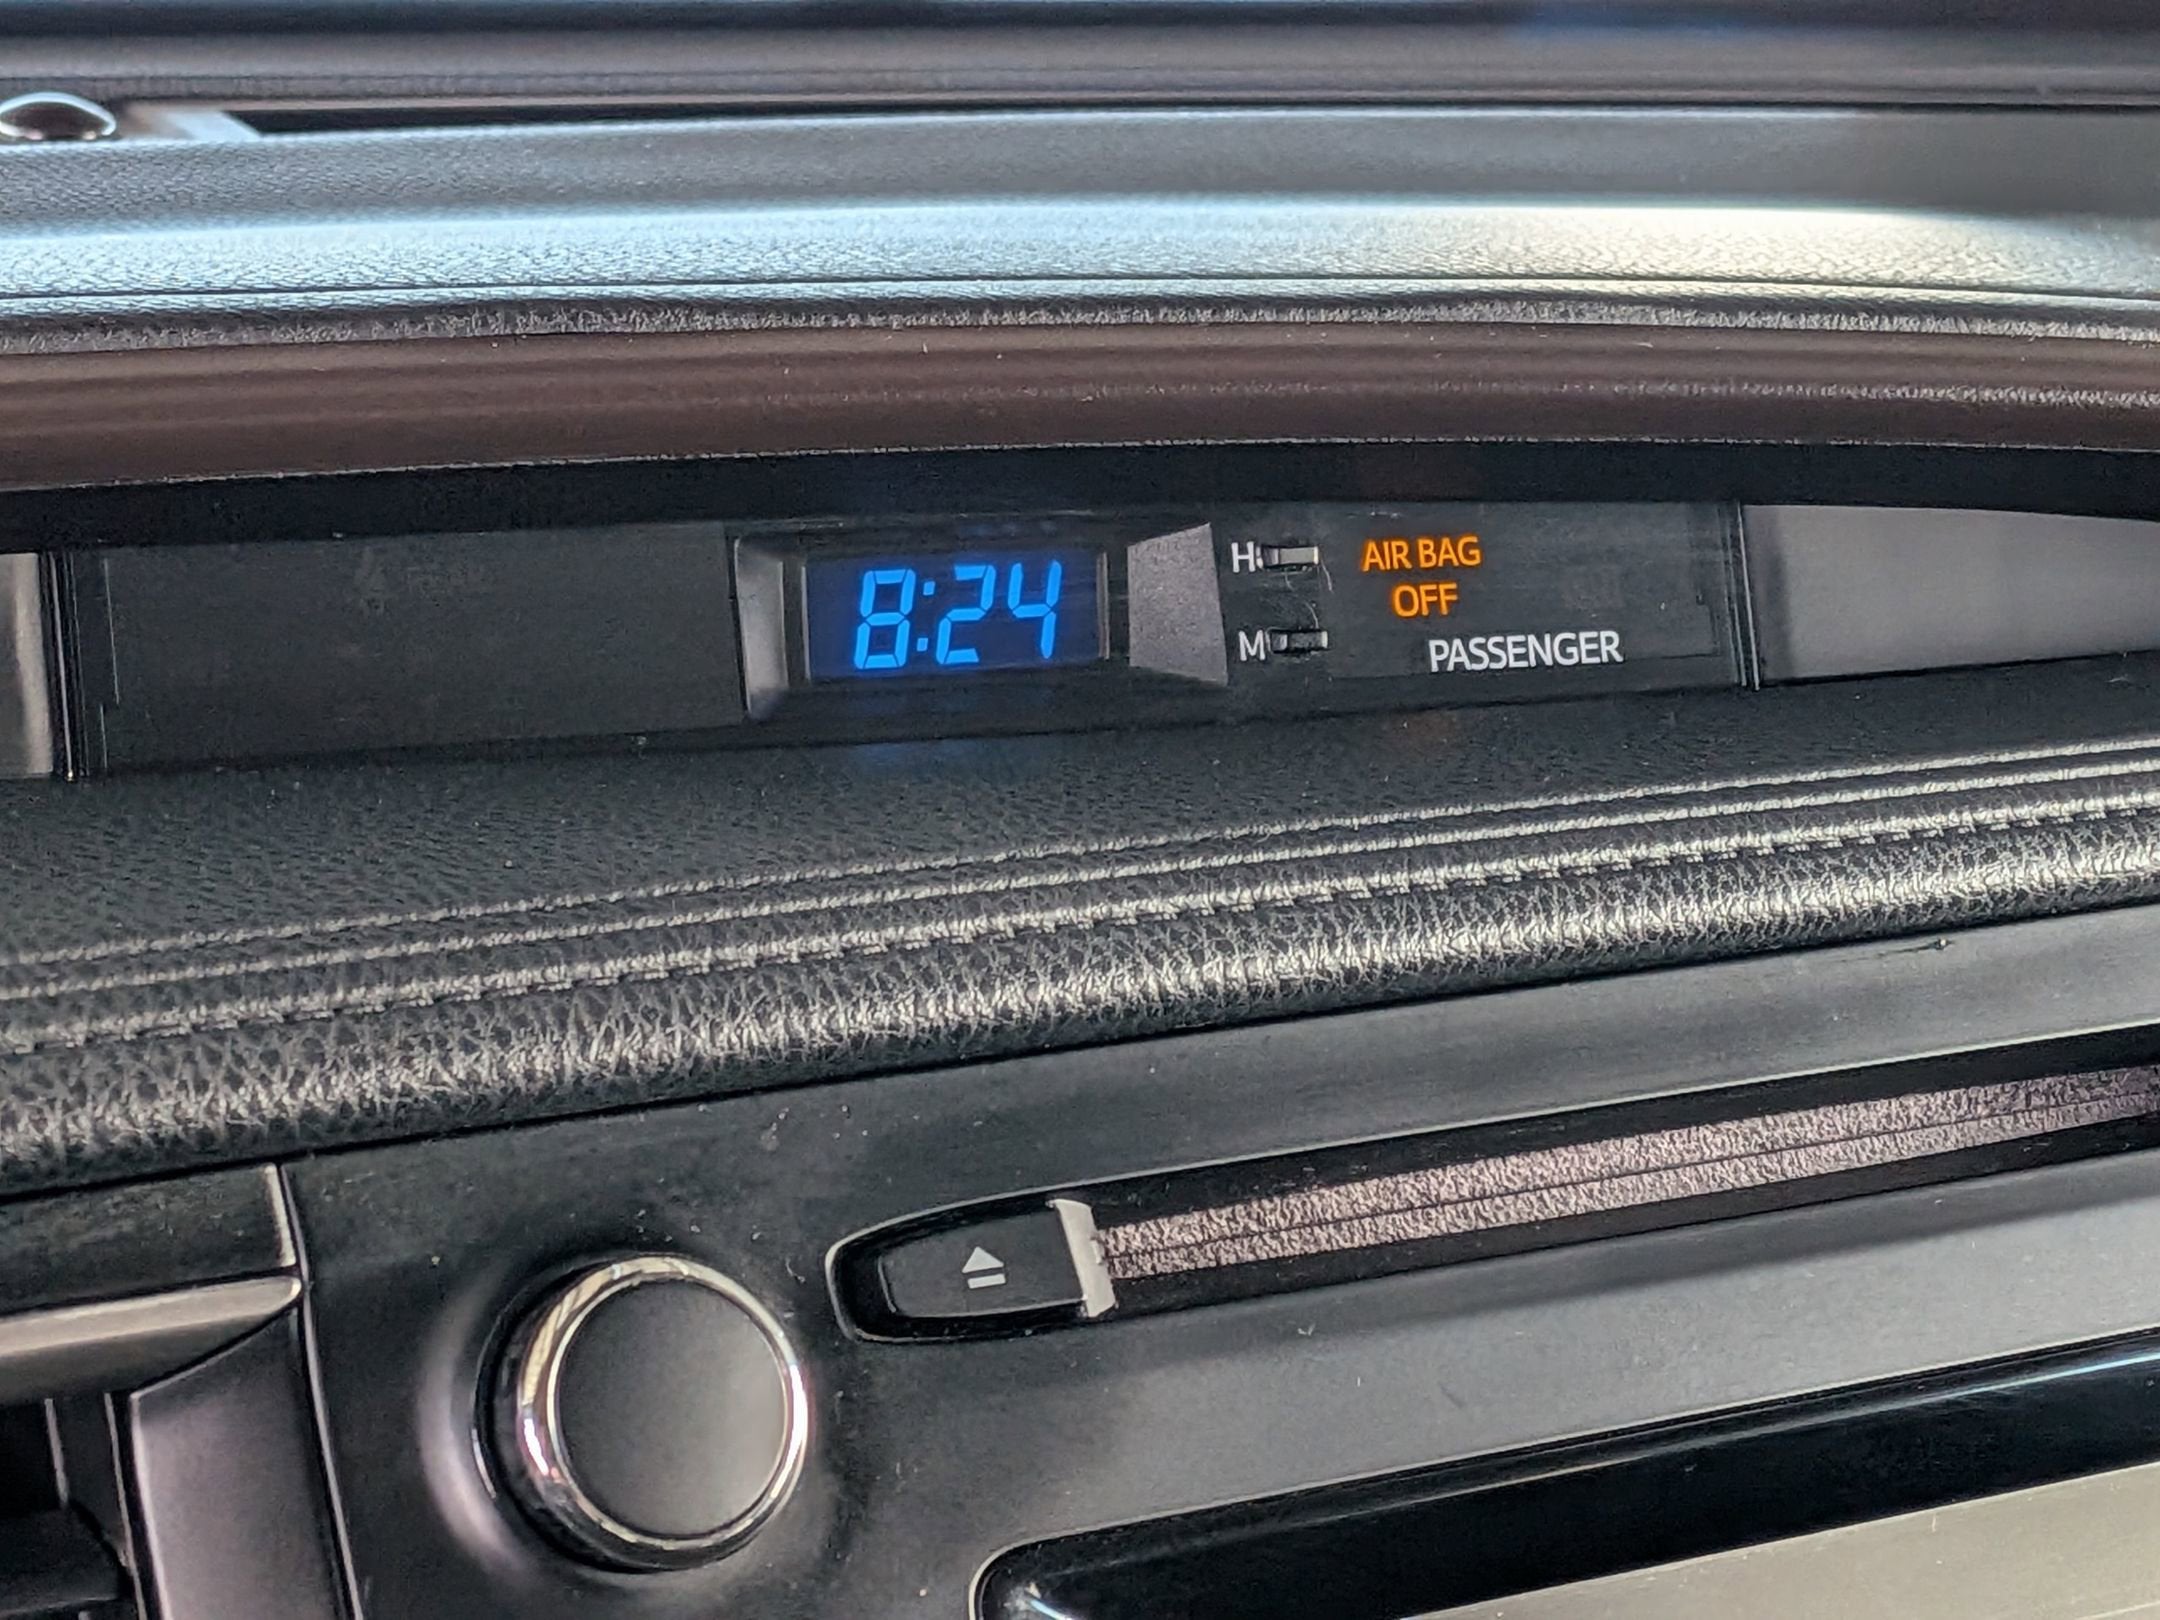 8:24
H
M
AIR BAG
OFF
PASSENGER